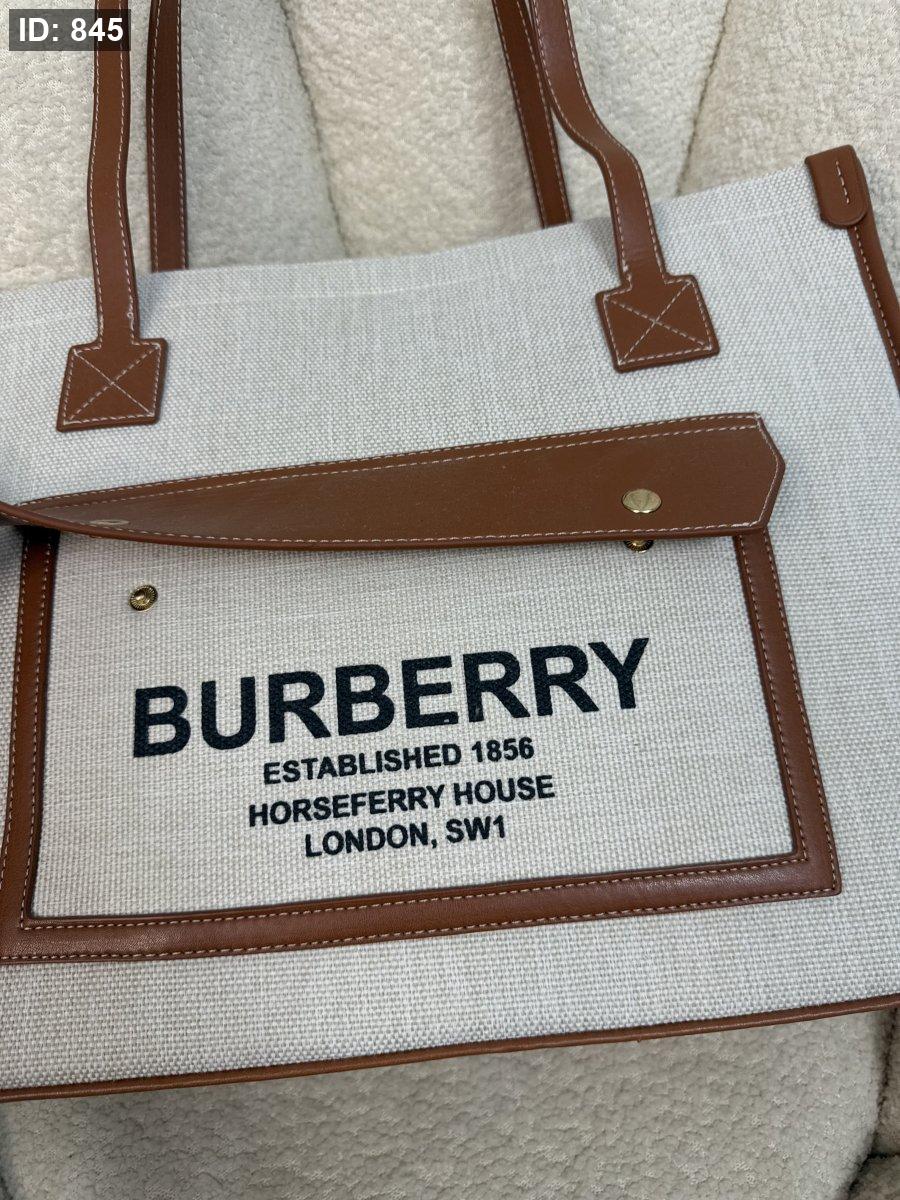 ID: 845
BURBERRY
ESTABLISHED 1856
HORSEFERRY HOUSE
LONDON, SW1